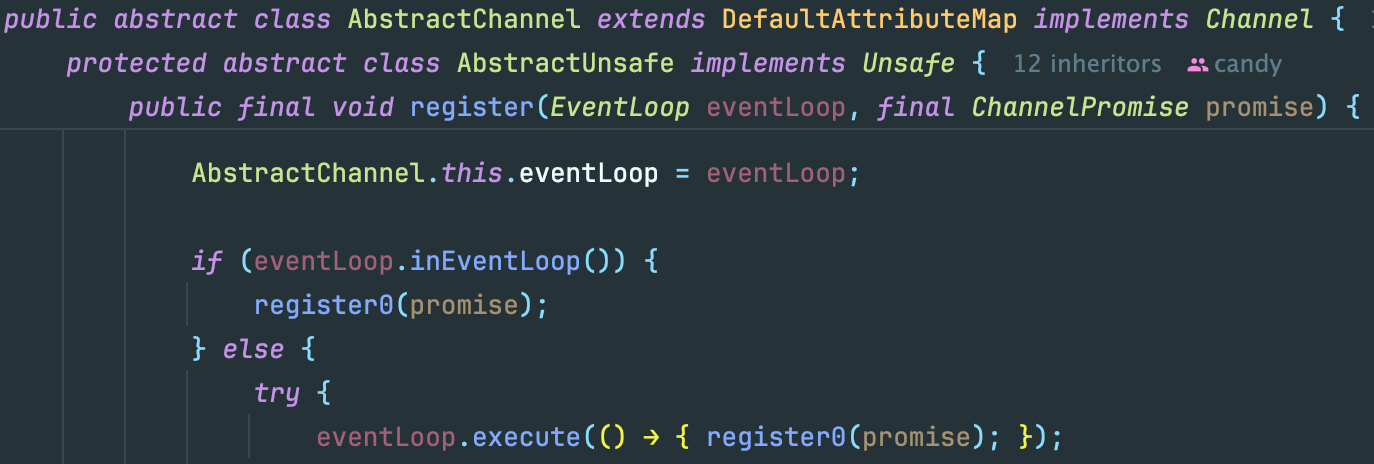 public abstract class AbstractChannel extends DefaultAttributeMap implements Channel {
protected abstract class AbstractUnsafe implements Unsafe { 12 inheritors candy
public final void register(EventLoop eventLoop, final ChannelPromise promise) {
AbstractChannel.this.eventLoop = eventLoop;
if (eventLoop.inEventLoop()) {
register0(promise);
} else {
try {
eventLoop.execute(() → { register0(promise); });